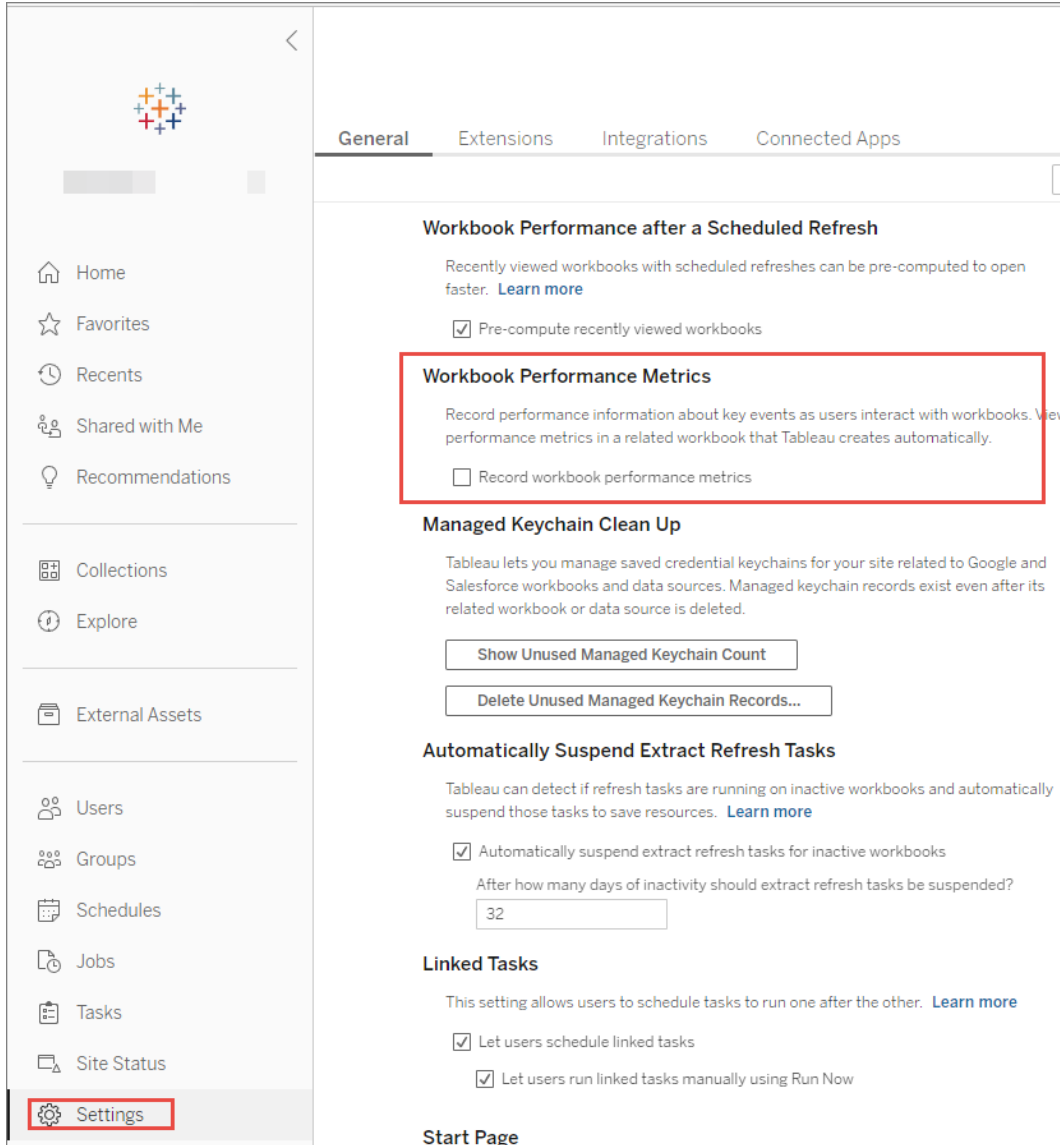 General
Extensions
Integrations
Connected Apps
Home
Favorites
Recents
Shared with Me
Recommendations
Collections
Explore
External Assets
Users
Groups
Schedules
Jobs
Tasks
Site Status
Settings
Workbook Performance after a Scheduled Refresh
Recently viewed workbooks with scheduled refreshes can be pre-computed to open
faster. Learn more
Pre-compute recently viewed workbooks
Workbook Performance Metrics
Record performance information about key events as users interact with workbooks. View
performance metrics in a related workbook that Tableau creates automatically.
Record workbook performance metrics
Managed Keychain Clean Up
Tableau lets you manage saved credential keychains for your site related to Google and
Salesforce workbooks and data sources. Managed keychain records exist even after its
related workbook or data source is deleted.
Show Unused Managed Keychain Count
Delete Unused Managed Keychain Records...
Automatically Suspend Extract Refresh Tasks
Tableau can detect if refresh tasks are running on inactive workbooks and automatically
suspend those tasks to save resources. Learn more
Automatically suspend extract refresh tasks for inactive workbooks
After how many days of inactivity should extract refresh tasks be suspended?
32
Linked Tasks
This setting allows users to schedule tasks to run one after the other. Learn more
Let users schedule linked tasks
Let users run linked tasks manually using Run Now
Start Page